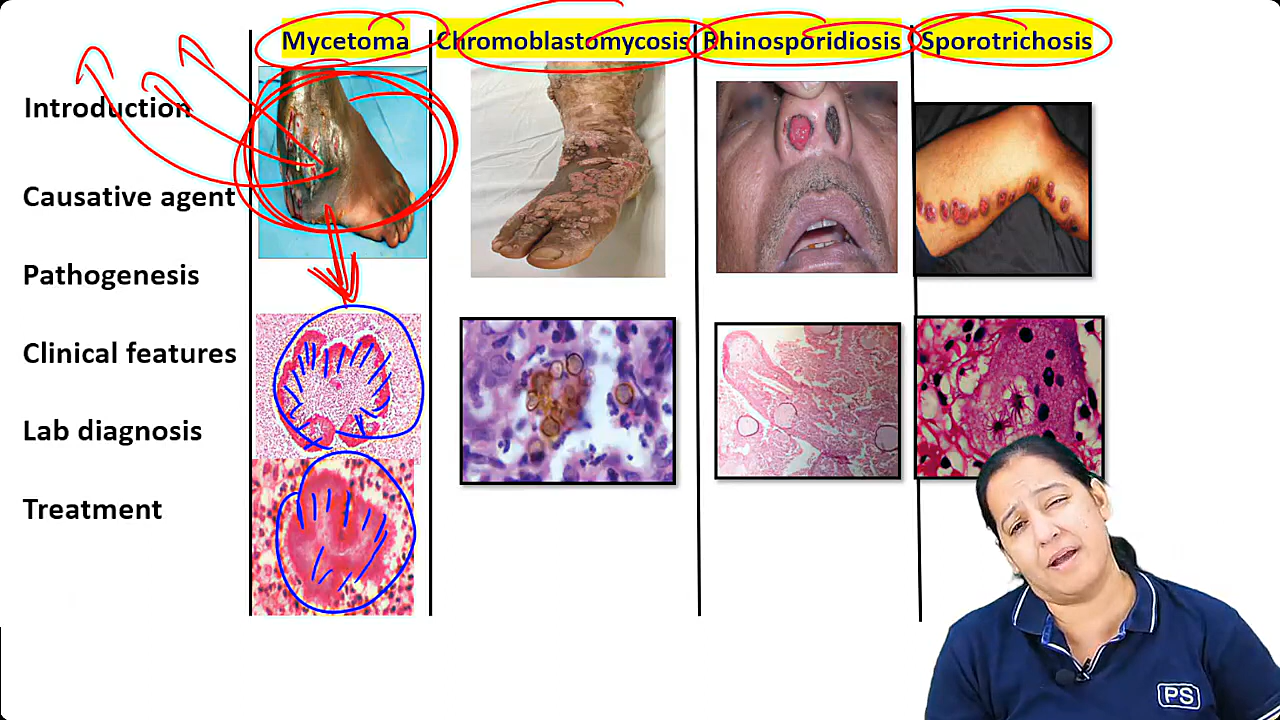 Mycetoma Chromoblastomycosis Rhinosporidiosis Sporotrichosis
Introduction
Causative agent
Pathogenesis
Clinical features
Lab diagnosis
Treatment
PS